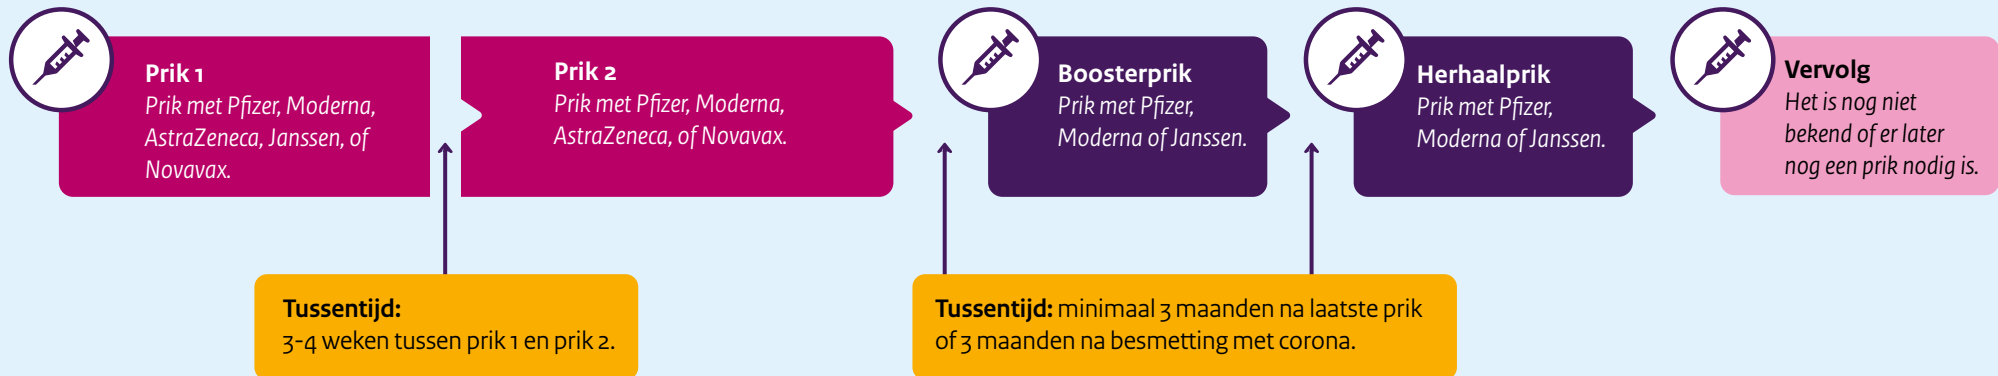 Prik 1
Prik met Pfizer, Moderna,
AstraZeneca, Janssen, of
Novavax.
Prik 2
Prik met Pfizer, Moderna,
AstraZeneca, of Novavax.
Boosterprik
Prik met Pfizer,
Moderna of Janssen.
Herhaalprik
Prik met Pfizer,
Moderna of Janssen.
Vervolg
Het is nog niet
bekend of er later
nog een prik nodig is.
Tussentijd:
3-4 weken tussen prik 1 en prik 2.
Tussentijd: minimaal 3 maanden na laatste prik
of 3 maanden na besmetting met corona.